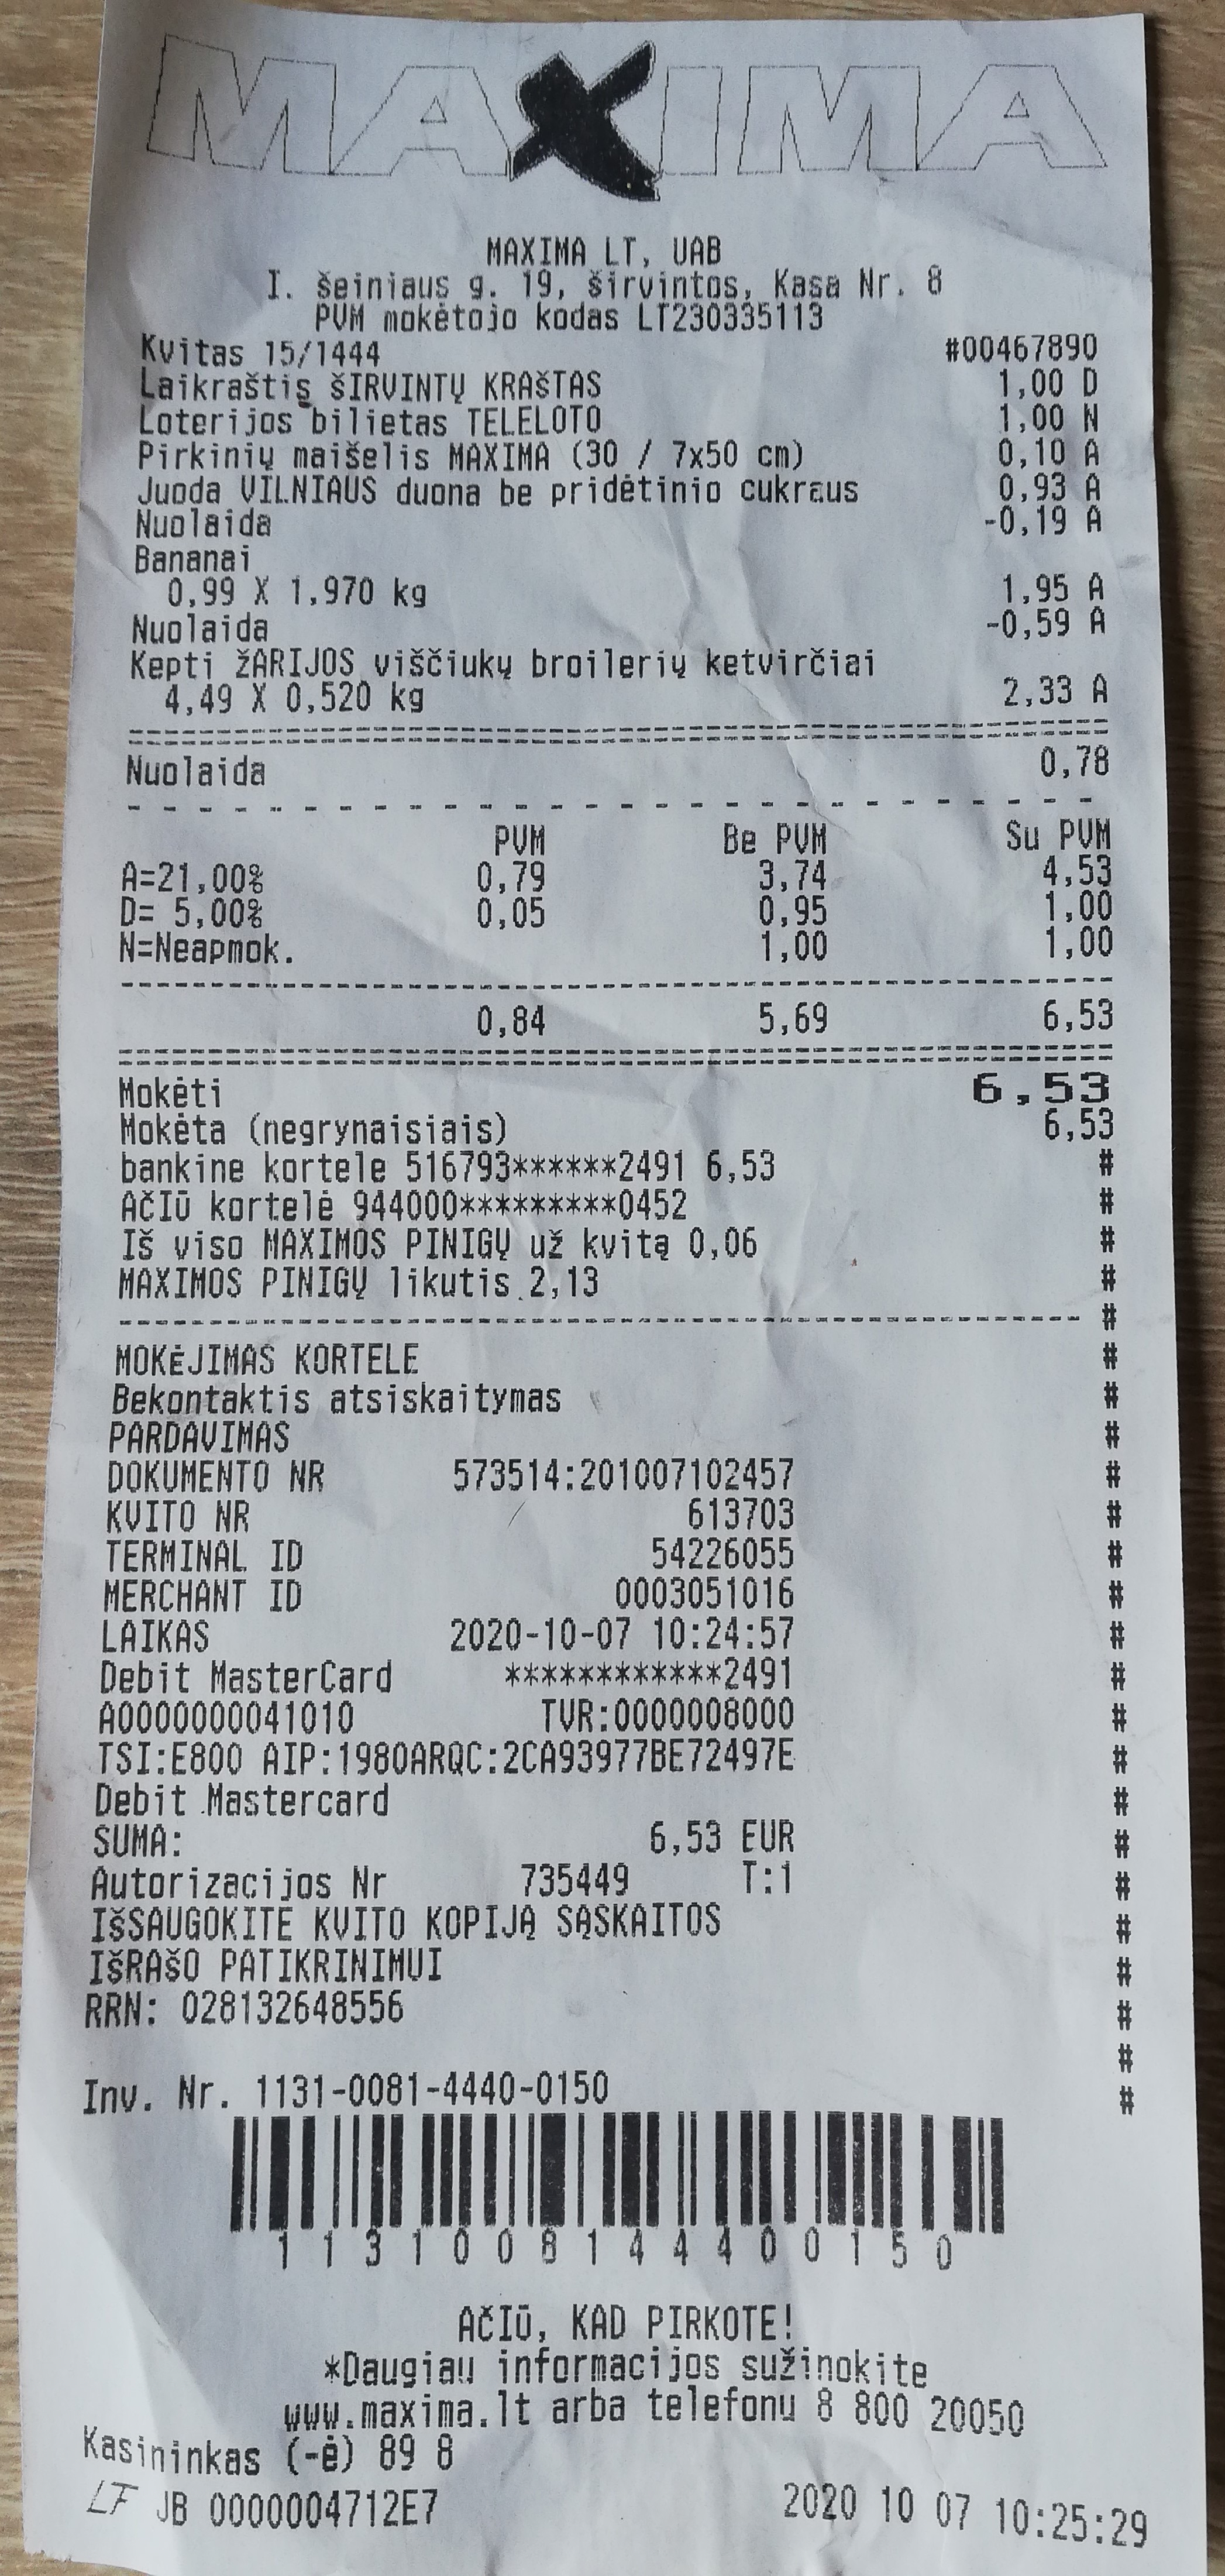 MAXIMA
MAXIMA LT, UAB
I. šeiniaus g. 19, širvintos, Kasa Nr. 8
PVM mokėtojo kodas LT230335113
Kvitas 15/1444 #00467890
Laikraštis šIRVINTŲ KRAšTAS 1,00 D
Loterijos bilietas TELELOTO 1,00 N
Pirkinių maišelis MAXIMA (30 / 7x50 cm) 0,10 A
Juoda VILNIAUS duona be pridėtinio cukraus 0,93 A
Nuolaida -0,19 A
Bananai
0,99 X 1,970 kg 1,95 A
Nuolaida -0,59 A
Kepti žARIJOS viščiukų broilerių ketvirčiai
4,49 X 0,520 kg 2,33 A
Nuolaida 0,78
PVM Be PVM Su PVM
A=21,00% 0,79 3,74 4,53
D= 5,00% 0,05 0,95 1,00
N=Neapmok. 1,00 1,00
0,84 5,69 6,53
Mokėti 6,53
Mokėta (negrynaisiais) 6,53
bankine kortele 516793******2491 6,53 #
AčIū kortelė 944000*********0452 #
Iš viso MAXIMOS PINIGŲ už kvitą 0,06 #
MAXIMOS PINIGŲ likutis 2,13 #
#
MOKĖJIMAS KORTELE #
Bekontaktis atsiskaitymas #
PARDAVIMAS #
DOKUMENTO NR 573514:201007102457 #
KVITO NR 613703 #
TERMINAL ID 54226055 #
MERCHANT ID 0003051016 #
LAIKAS 2020-10-07 10:24:57 #
Debit MasterCard ************2491 #
A0000000041010 TVR:0000008000 #
TSI:E800 AIP:1980ARQC:2CA93977BE72497E #
Debit Mastercard #
SUMA: 6,53 EUR #
Autorizacijos Nr 735449 T:1 #
IšSAUGOKITE KVITO KOPIJĄ SĄSKAITOS #
IšRAšO PATIKRINIMUI #
RRN: 028132648556 #
#
Inv. Nr. 1131-0081-4440-0150 #
1131008144400150
AčIū, KAD PIRKOTE!
*Daugiau informacijos sužinokite
www.maxima.lt arba telefonu 8 800 20050
Kasininkas (-ė) 89 8
LF JB 0000004712E7 2020 10 07 10:25:29